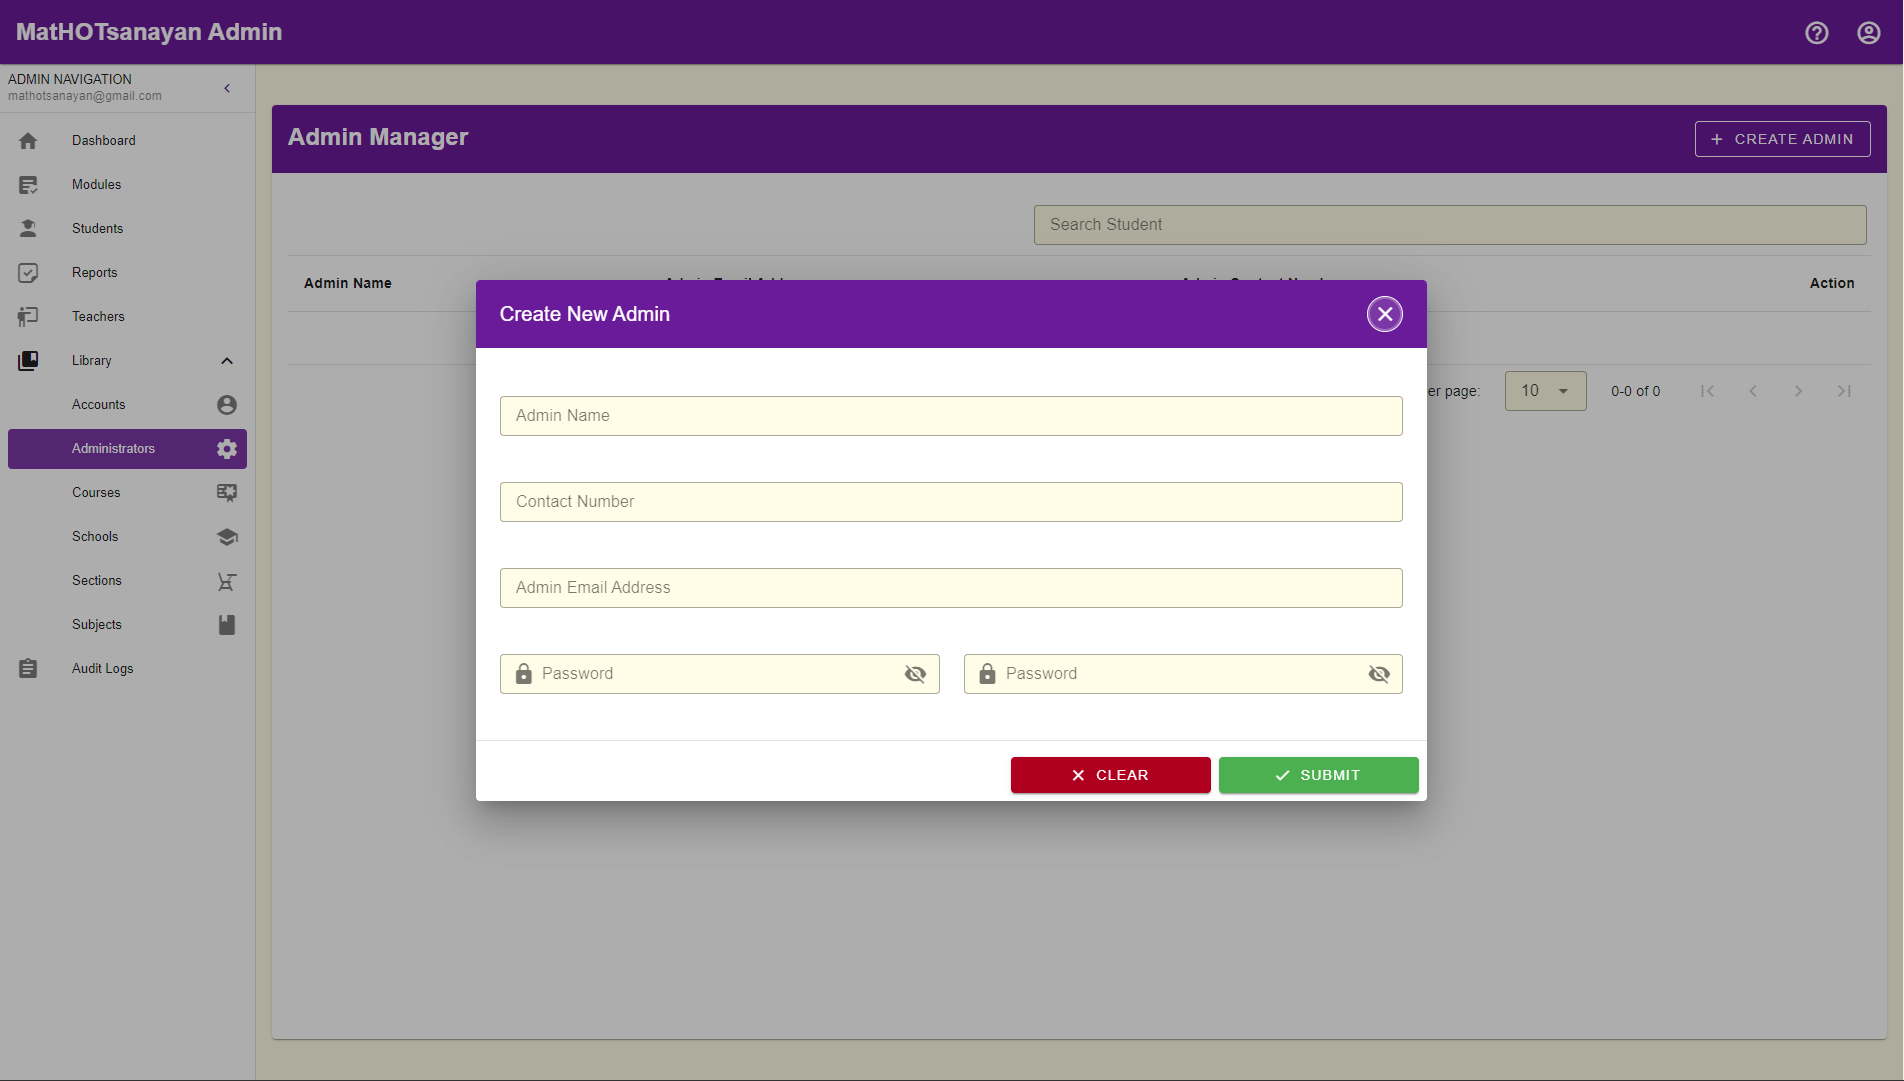 MatHOTsanayan Admin
ADMIN NAVIGATION
mathotsanayan@gmail.com
Dashboard
Modules
Students
Reports
Teachers
Library
Accounts
Administrators
Courses
Schools
Sections
Subjects
Audit Logs
Admin Manager
CREATE ADMIN
Search Student
Admin Name
Action
er page:
10
0-0 of 0
Create New Admin
Admin Name
Contact Number
Admin Email Address
Password
Password
CLEAR
SUBMIT